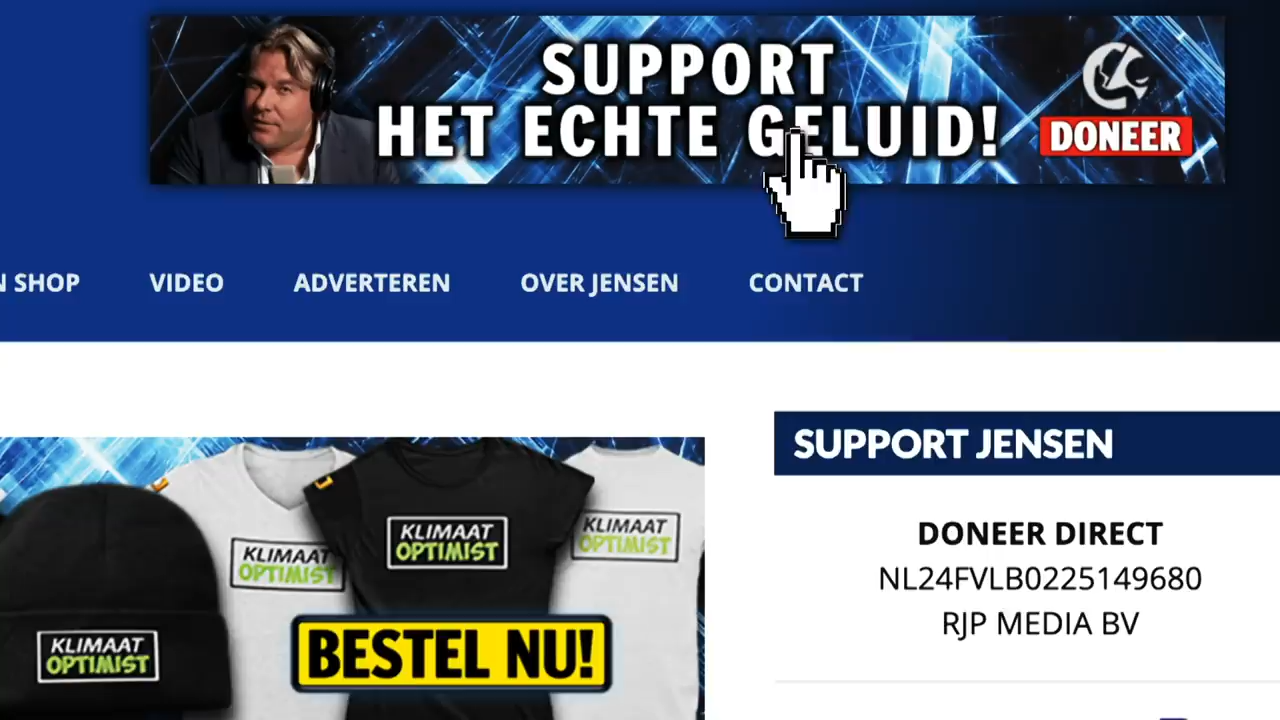 SUPPORT
HET ECHTE GELUID!
DONEER
SHOP
VIDEO
ADVERTEREN
OVER JENSEN
CONTACT
SUPPORT JENSEN
DONEER DIRECT
NL24FVLB0225149680
RJP MEDIA BV
KLIMAAT
OPTIMIST
KLIMAAT
OPTIMIST
KLIMAAT
OPTIMIST
KLIMAAT
OPTIMIST
BESTEL NU!